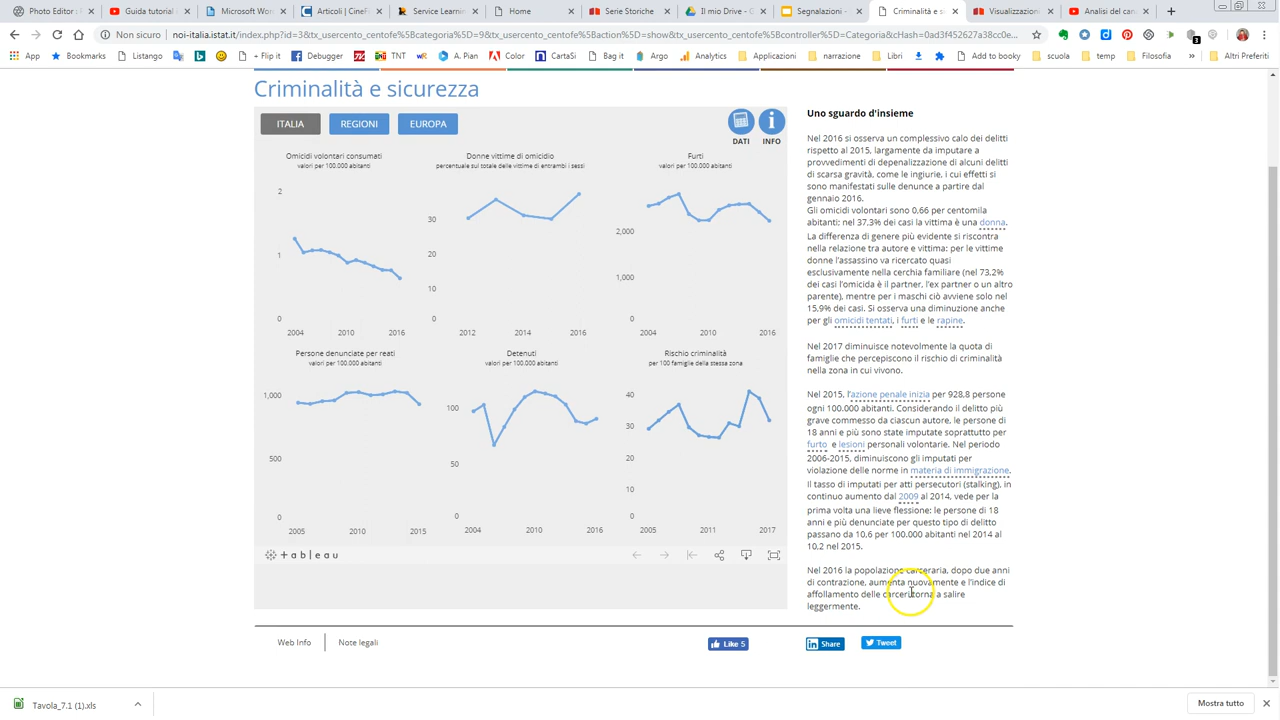 Photo Editor :
Guida tutorial
Microsoft Wor
Articoli | CineFi
Service Learnin
Home
Serie Storiche
Il mio Drive - G
Segnalazioni -
Criminalità e si
Visualizzazion
Analisi del can
Non sicuro | noi-italia.istat.it/index.php?id=3&tx_usercento_centofe%5Bcategoria%5D=9&tx_usercento_centofe%5Baction%5D=show&tx_usercento_centofe%5Bcontroller%5D=Categoria&cHash=0ad3f452627a38cc0e...
App
Bookmarks
Listango
+ Flip it
Debugger
TNT
WR
Color
CartaSi
Bag it
Argo
Analytics
Applicazioni
narrazione
Libri
Add to booky
scuola
temp
Filosofia
»
Altri Preferiti
Criminalità e sicurezza
ITALIA
REGIONI
EUROPA
DATI
INFO
Omicidi volontari consumati
valori per 100.000 abitanti
2
1
0
2004 2010 2016
Donne vittime di omicidio
percentuale sul totale delle vittime di entrambi i sessi
30
20
10
0
2012 2014 2016
Furti
valori per 100.000 abitanti
2,000
1,000
0
2004 2010 2016
Persone denunciate per reati
valori per 100.000 abitanti
1,000
500
0
2005 2010 2015
Detenuti
valori per 100.000 abitanti
100
50
0
2004 2010 2016
Rischio criminalità
per 100 famiglie della stessa zona
40
30
20
10
0
2005 2011 2017
+ a b l e a u
Uno sguardo d'insieme
Nel 2016 si osserva un complessivo calo dei delitti
rispetto al 2015, largamente da imputare a
provvedimenti di depenalizzazione di alcuni delitti
di scarsa gravità, come le ingiurie, i cui effetti si
sono manifestati sulle denunce a partire dal
gennaio 2016.
Gli omicidi volontari sono 0,66 per centomila
abitanti: nel 37,3% dei casi la vittima è una donna.
La differenza di genere più evidente si riscontra
nella relazione tra autore e vittima: per le vittime
donne l'assassino va ricercato quasi
esclusivamente nella cerchia familiare (nel 73,2%
dei casi l'omicida è il partner, l'ex partner o un altro
parente), mentre per i maschi ciò avviene solo nel
15,9% dei casi. Si osserva una diminuzione anche
per gli omicidi tentati, i furti e le rapine.
Nel 2017 diminuisce notevolmente la quota di
famiglie che percepiscono il rischio di criminalità
nella zona in cui vivono.
Nel 2015, l'azione penale inizia per 928,8 persone
ogni 100.000 abitanti. Considerando il delitto più
grave commesso da ciascun autore, le persone di
18 anni e più sono state imputate soprattutto per
furto e lesioni personali volontarie. Nel periodo
2006-2015, diminuiscono gli imputati per
violazione delle norme in materia di immigrazione.
Il tasso di imputati per atti persecutori (stalking), in
continuo aumento dal 2009 al 2014, vede per la
prima volta una lieve flessione: le persone di 18
anni e più denunciate per questo tipo di delitto
passano da 10,6 per 100.000 abitanti nel 2014 al
10,2 nel 2015.
Nel 2016 la popolazione carceraria, dopo due anni
di contrazione, aumenta nuovamente e l'indice di
affollamento delle carceri torna a salire
leggermente.
Web Info
Note legali
Like 5
Share
Tweet
Tavola_7.1 (1).xls
Mostra tutto